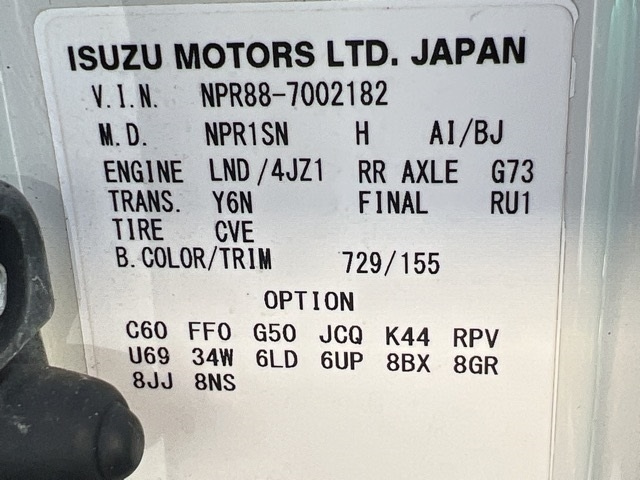 ISUZU MOTORS LTD. JAPAN
V.I.N. NPR88-7002182
M.D. NPR1SN H AI/BJ
ENGINE LND/4JZ1 RR AXLE G73
TRANS. Y6N FINAL RU1
TIRE CVE
B.COLOR/TRIM 729/155
OPTION
C60 FF0 G50 JCQ K44 RPV
U69 34W 6LD 6UP 8BX 8GR
8JJ 8NS